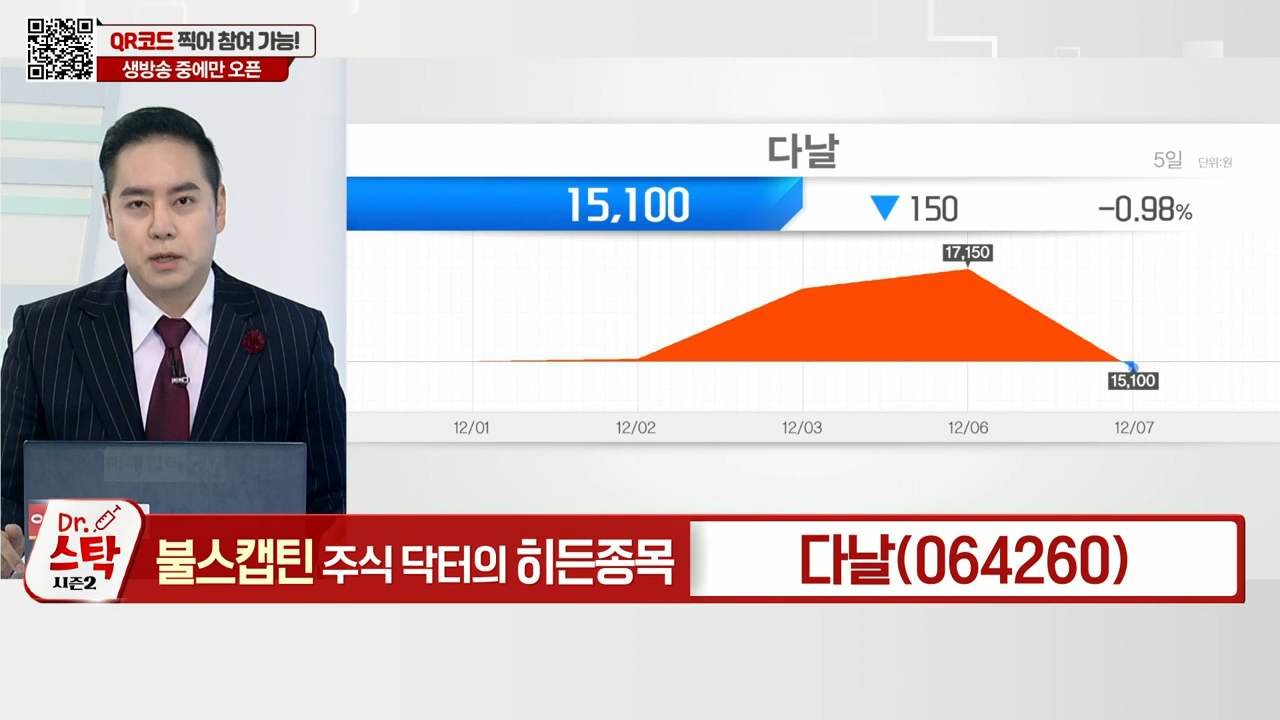 QR코드 찍어 참여 가능!
생방송 중에만 오픈
다날
5일 단위:원
15,100 ▼ 150 -0.98%
17,150
15,100
12/01 12/02 12/03 12/06 12/07
Dr.
스탁
시즌2
불스캡틴 주식 닥터의 히든종목
다날(064260)